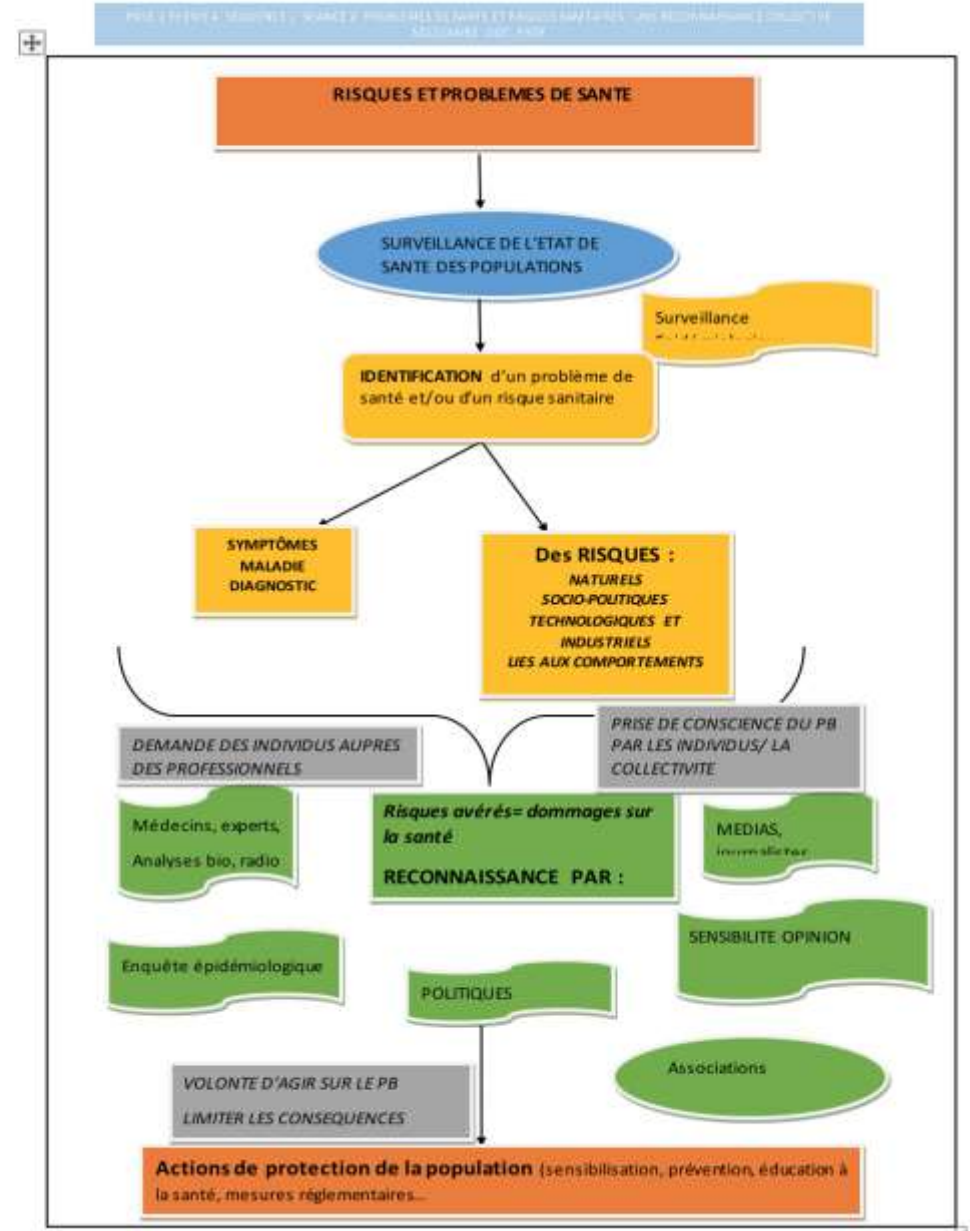 RISQUES ET PROBLEMES DE SANTE
SURVEILLANCE DE L'ETAT DE
SANTE DES POPULATIONS
Surveillance
IDENTIFICATION d'un problème de
santé et/ou d'un risque sanitaire
SYMPTÔMES
MALADIE
DIAGNOSTIC
Des RISQUES :
NATURELS
SOCIO-POLITIQUES
TECHNOLOGIQUES ET
INDUSTRIELS
LIES AUX COMPORTEMENTS
DEMANDE DES INDIVIDUS AUPRES
DES PROFESSIONNELS
PRISE DE CONSCIENCE DU PB
PAR LES INDIVIDUS/ LA
COLLECTIVITE
Médecins, experts,
Analyses bio, radio
Risques avérés= dommages sur
la santé
RECONNAISSANCE PAR :
MEDIAS,
SENSIBILITE OPINION
Enquête épidémiologique
POLITIQUES
Associations
VOLONTE D'AGIR SUR LE PB
LIMITER LES CONSEQUENCES
Actions de protection de la population (sensibilisation, prévention, éducation à
la santé, mesures réglementaires...